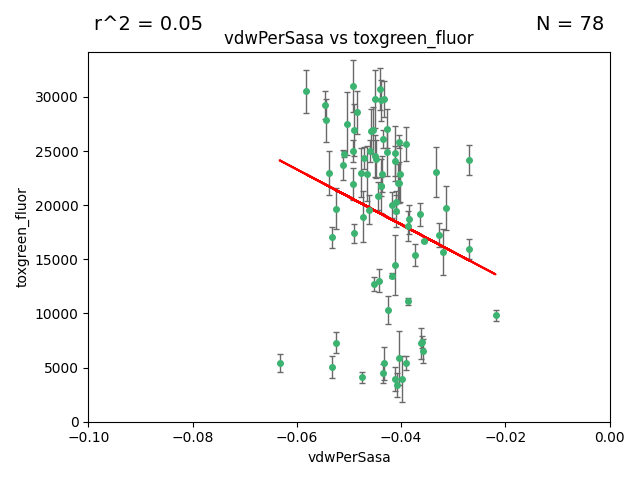 r^2 = 0.05
N = 78
vdwPerSasa vs toxgreen_fluor
30000
25000
20000
15000
10000
5000
0
toxgreen_fluor
−0.10
−0.08
−0.06
−0.04
−0.02
0.00
vdwPerSasa